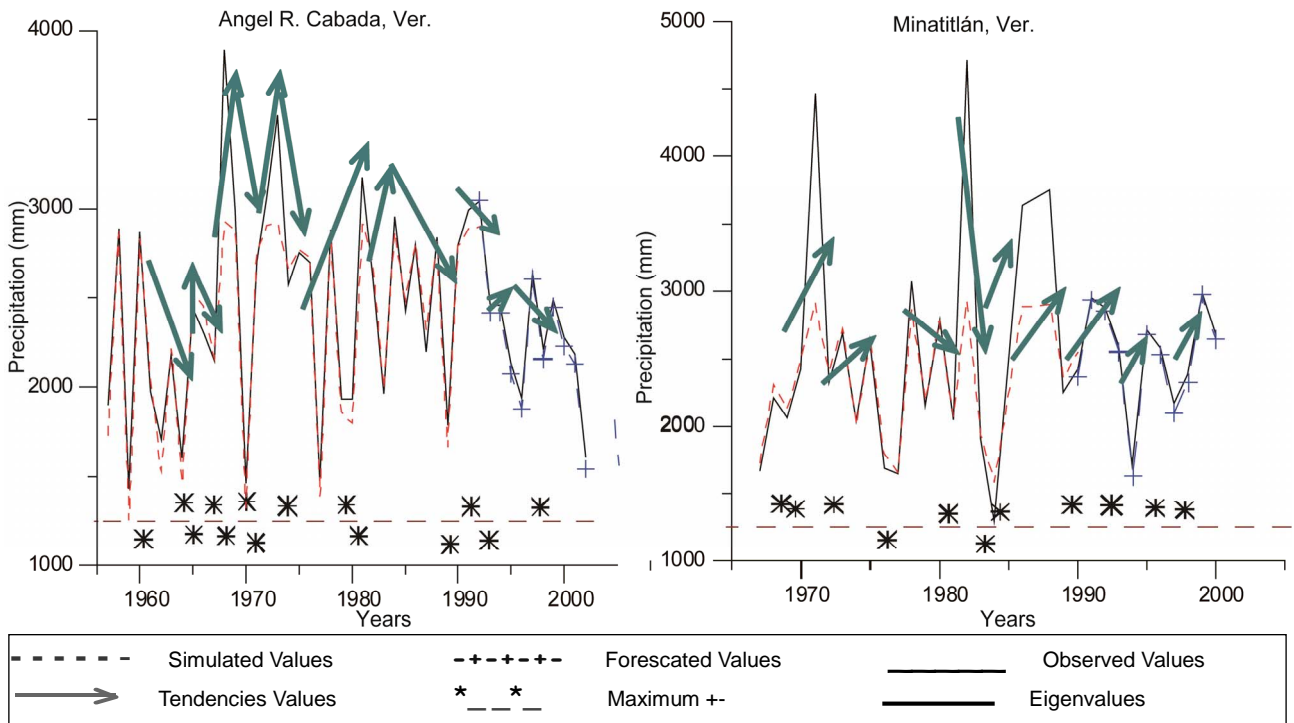 Angel R. Cabada, Ver.
4000
3000
2000
1000
Precipitation (mm)
1960
1970
1980
1990
2000
Years
Minatitlán, Ver.
5000
4000
3000
2000
1000
Precipitation (mm)
1970
1980
1990
2000
Years
Simulated Values
Forescated Values
Observed Values
Tendencies Values
Maximum +-
Eigenvalues